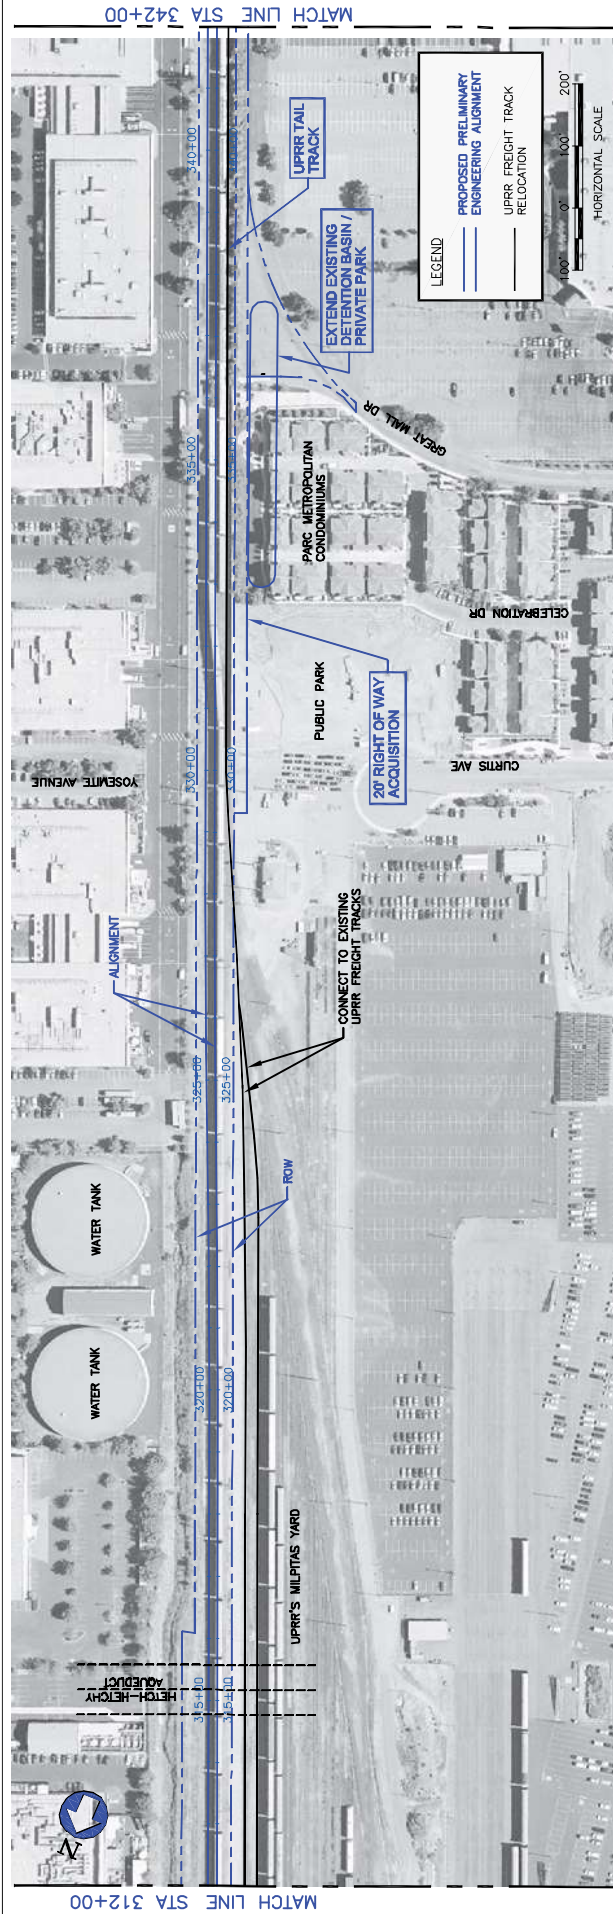 MATCH LINE STA 342+00
340+00
340+00
UPRR TAIL
TRACK
LEGEND
PROPOSED PRELIMINARY
ENGINEERING ALIGNMENT
UPRR FREIGHT TRACK
RELOCATION
100' 0' 100' 200'
HORIZONTAL SCALE
EXTEND EXISTING
DETENTION BASIN /
PRIVATE PARK
GREAT MALL DR
335+00
335+00
PARC METROPOLITAN
CONDOMINIUMS
CELEBRATION DR
PUBLIC PARK
20' RIGHT OF WAY
ACQUISITION
CURTIS AVE
YOSEMITE AVENUE
330+00
330+00
ALIGNMENT
CONNECT TO EXISTING
UPRR FREIGHT TRACKS
325+00
325+00
WATER TANK
ROW
WATER TANK
320+00
320+00
UPRR'S MILPITAS YARD
HETCH-HETCHY
AQUEDUCT
315+00
315+00
N
MATCH LINE STA 312+00